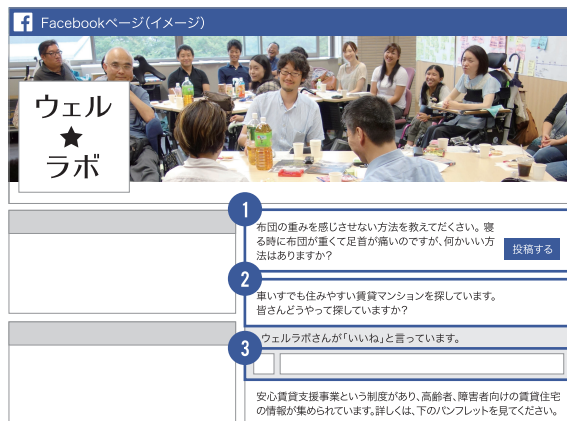 Facebookページ（イメージ）
ウェル
★
ラボ
1
布団の重みを感じさせない方法を教えてださい。寝
る時に布団が重くて足首が痛いのですが、何かいい方
法はありますか？
投稿する
2
車いすでも住みやすい賃貸マンションを探しています。
皆さんどうやって探していますか？
ウェルラボさんが「いいね」と言っています。
3
安心賃貸支援事業という制度があり、高齢者、障害者向けの賃貸住宅
の情報が集められています。詳しくは、下のパンフレットを見てください。